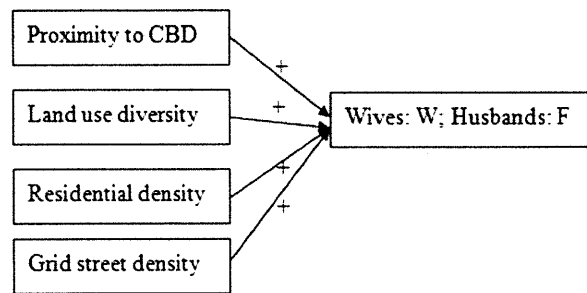 Proximity to CBD
+
Land use diversity
+
Wives: W; Husbands: F
Residential density
+
+
Grid street density